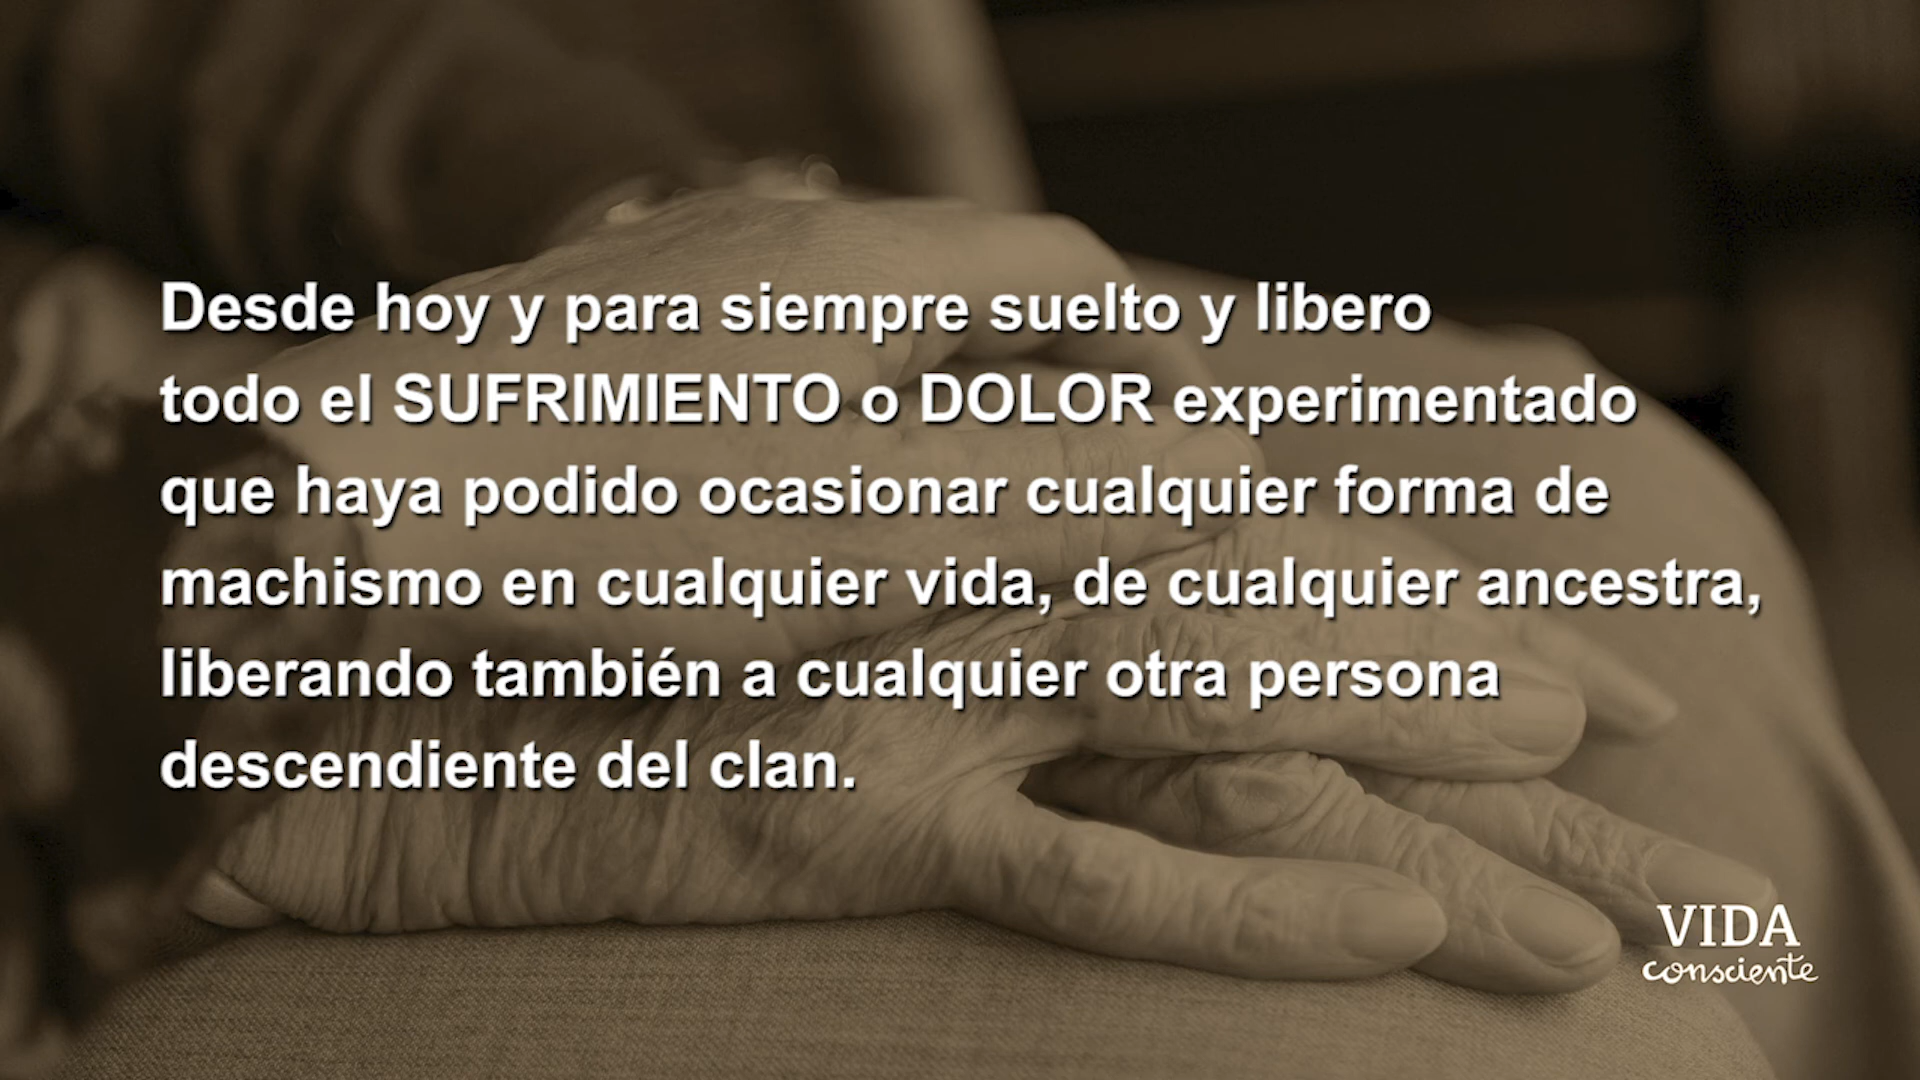 Desde hoy y para siempre suelto y libero
todo el SUFRIMIENTO o DOLOR experimentado
que haya podido ocasionar cualquier forma de
machismo en cualquier vida, de cualquier ancestra,
liberando también a cualquier otra persona
descendiente del clan.
VIDA
consciente